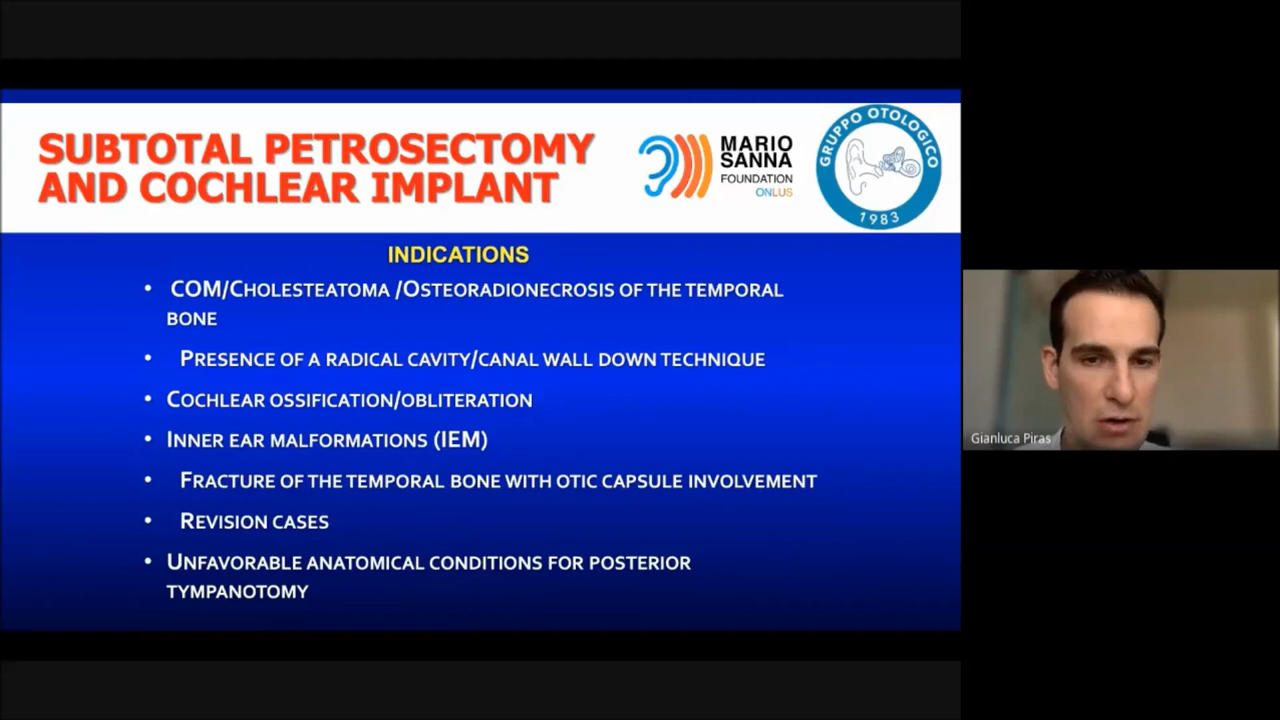 SUBTOTAL PETROSECTOMY
AND COCHLEAR IMPLANT
MARIO
SANNA
FOUNDATION
ONLUS
GRUPPO OTOLOGICO
1983
INDICATIONS
• COM/CHOLESTEATOMA /OSTEORADIONECROSIS OF THE TEMPORAL
BONE
• PRESENCE OF A RADICAL CAVITY/CANAL WALL DOWN TECHNIQUE
• COCHLEAR OSSIFICATION/OBLITERATION
• INNER EAR MALFORMATIONS (IEM)
• FRACTURE OF THE TEMPORAL BONE WITH OTIC CAPSULE INVOLVEMENT
• REVISION CASES
• UNFAVORABLE ANATOMICAL CONDITIONS FOR POSTERIOR
TYMPANOTOMY
Gianluca Piras